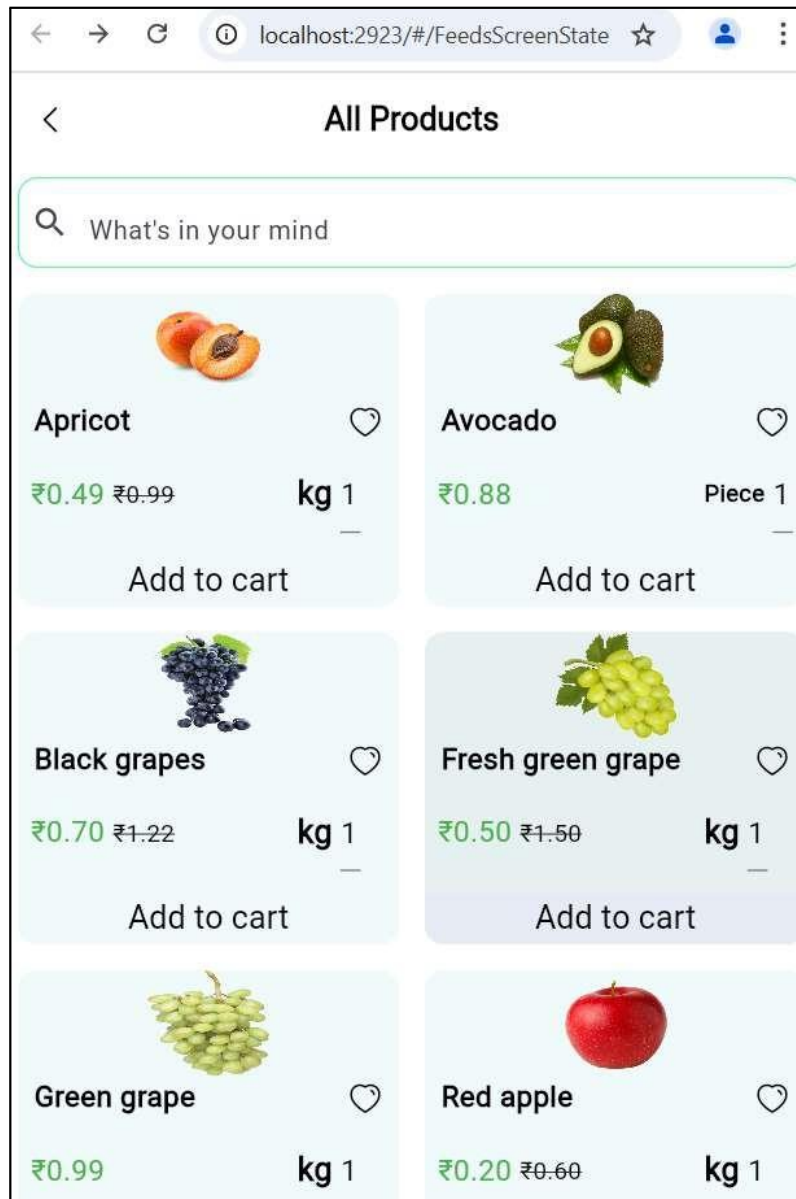 localhost:2923/#/FeedsScreenState
All Products
What's in your mind
Apricot
₹0.49 ₹0.99 kg 1
Add to cart
Avocado
₹0.88 Piece 1
Add to cart
Black grapes
₹0.70 ₹1.22 kg 1
Add to cart
Fresh green grape
₹0.50 ₹1.50 kg 1
Add to cart
Green grape
₹0.99 kg 1
Red apple
₹0.20 ₹0.60 kg 1